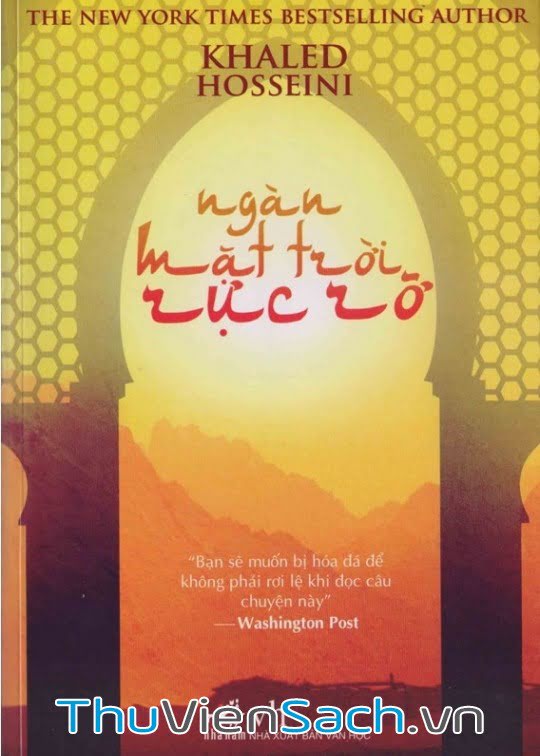 THE NEW YORK TIMES BESTSELLING AUTHOR
KHALED
HOSSEINI
ngàn
mặt trời
rực rỡ
“Bạn sẽ muốn bị hóa đá để
không phải rơi lệ khi đọc câu
chuyện này”
—Washington Post
ThuVienSach.vn
NHÀ XUẤT BẢN VĂN HỌC